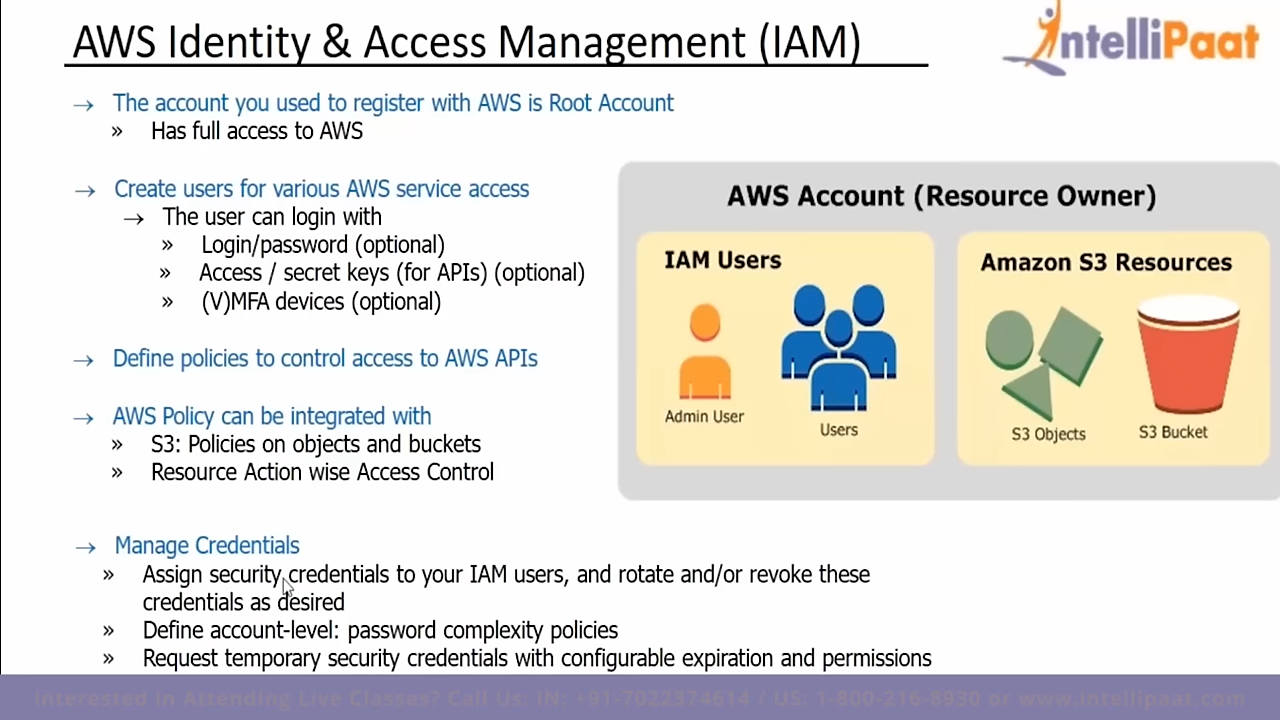 AWS Identity & Access Management (IAM)
IntelliPaat
→ The account you used to register with AWS is Root Account
» Has full access to AWS
→ Create users for various AWS service access
→ The user can login with
» Login/password (optional)
» Access / secret keys (for APIs) (optional)
» (V)MFA devices (optional)
→ Define policies to control access to AWS APIs
→ AWS Policy can be integrated with
» S3: Policies on objects and buckets
» Resource Action wise Access Control
AWS Account (Resource Owner)
IAM Users
Admin User
Users
Amazon S3 Resources
S3 Objects
S3 Bucket
→ Manage Credentials
» Assign security credentials to your IAM users, and rotate and/or revoke these
credentials as desired
» Define account-level: password complexity policies
» Request temporary security credentials with configurable expiration and permissions
Interested in Attending Live Classes? Call Us: IN: +91-7022374614 / US: 1-800-216-8930 or www.intellipaat.com